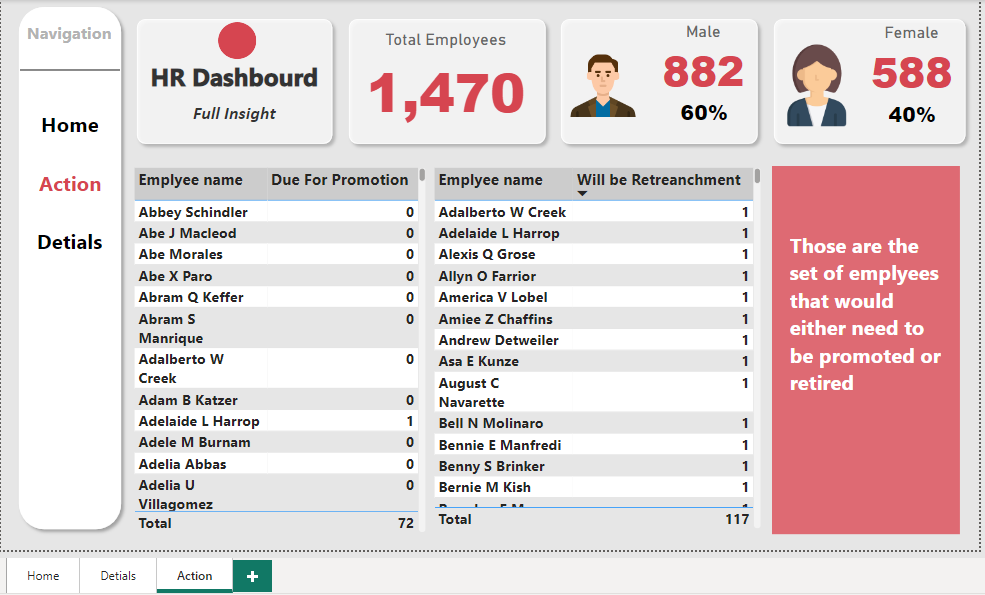 Navigation
Home
Action
Detials
HR Dashbourd
Full Insight
Total Employees
1,470
Male
882
60%
Female
588
40%
Emplyee name Due For Promotion
Abbey Schindler 0
Abe J Macleod 0
Abe Morales 0
Abe X Paro 0
Abram Q Keffer 0
Abram S 0
Manrique
Adalberto W 0
Creek
Adam B Katzer 0
Adelaide L Harrop 1
Adele M Burnam 0
Adelia Abbas 0
Adelia U 0
Villagomez
Total 72
Emplyee name Will be Retreanchment
Adalberto W Creek 1
Adelaide L Harrop 1
Alexis Q Grose 1
Allyn O Farrior 1
America V Lobel 1
Amiee Z Chaffins 1
Andrew Detweiler 1
Asa E Kunze 1
August C 1
Navarette
Bell N Molinaro 1
Bennie E Manfredi 1
Benny S Brinker 1
Bernie M Kish 1
Total 117
Those are the
set of emplyees
that would
either need to
be promoted or
retired
Home Detials Action +